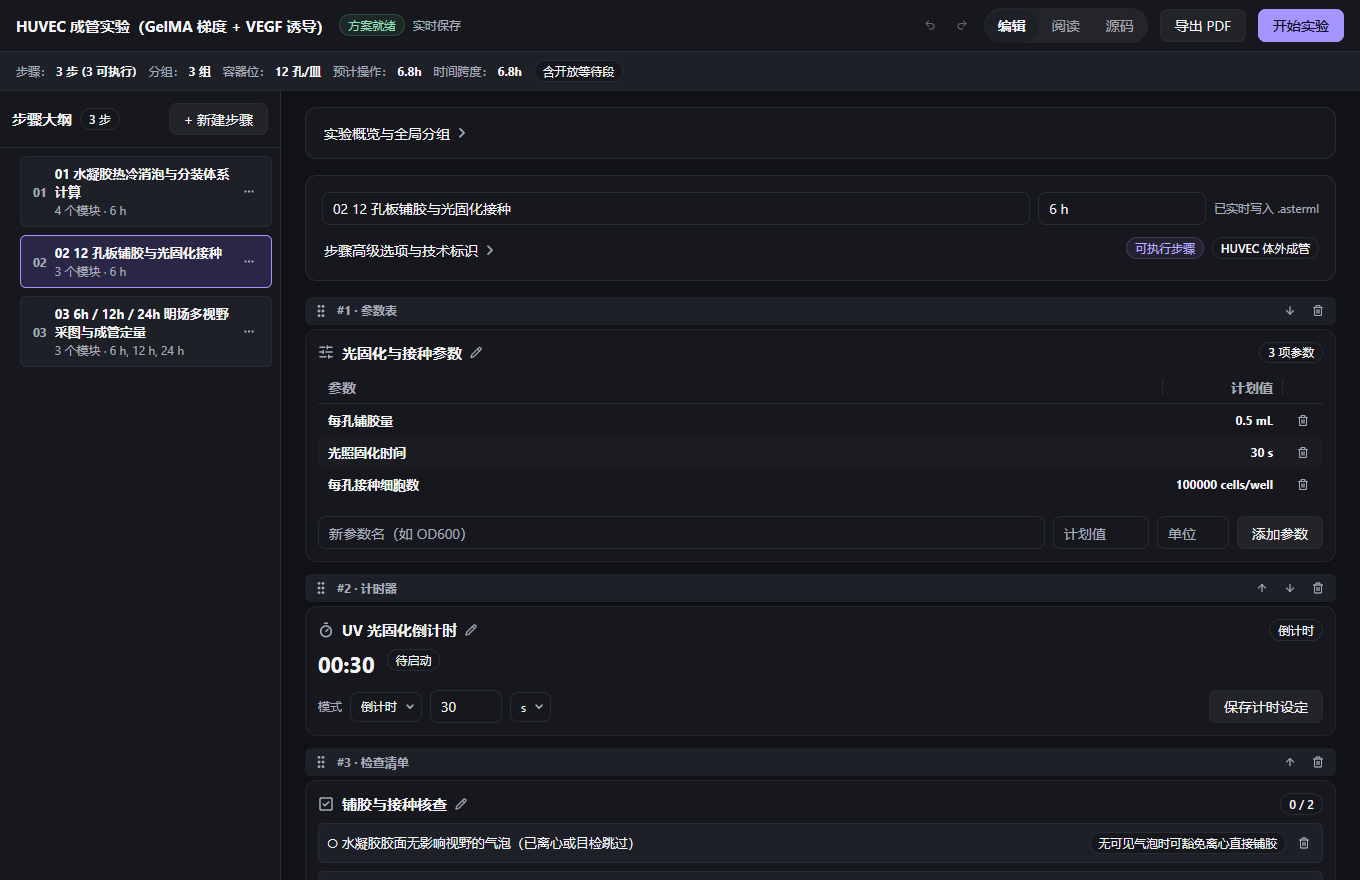 HUVEC 成管实验（GelMA 梯度 + VEGF 诱导） 方案就绪 实时保存 编辑 阅读 源码 导出 PDF 开始实验
步骤： 3 步 (3 可执行) 分组： 3 组 容器位： 12 孔/皿 预计操作： 6.8h 时间跨度： 6.8h 含开放等待段
步骤大纲 3 步 + 新建步骤
01 01 水凝胶热冷消泡与分装体系
计算
4 个模块 · 6 h
02 02 12 孔板铺胶与光固化接种
3 个模块 · 6 h
03 03 6h / 12h / 24h 明场多视野
采图与成管定量
3 个模块 · 6 h, 12 h, 24 h
实验概览与全局分组
02 12 孔板铺胶与光固化接种 6 h 已实时写入 .asterml
步骤高级选项与技术标识 可执行步骤 HUVEC 体外成管
#1 · 参数表
光固化与接种参数 3 项参数
参数 计划值
每孔铺胶量 0.5 mL
光照固化时间 30 s
每孔接种细胞数 100000 cells/well
新参数名（如 OD600） 计划值 单位 添加参数
#2 · 计时器
UV 光固化倒计时 倒计时
00:30 待启动
模式 倒计时 30 s 保存计时设定
#3 · 检查清单
铺胶与接种核查 0 / 2
水凝胶胶面无影响视野的气泡（已离心或目检跳过） 无可见气泡时可豁免离心直接铺胶